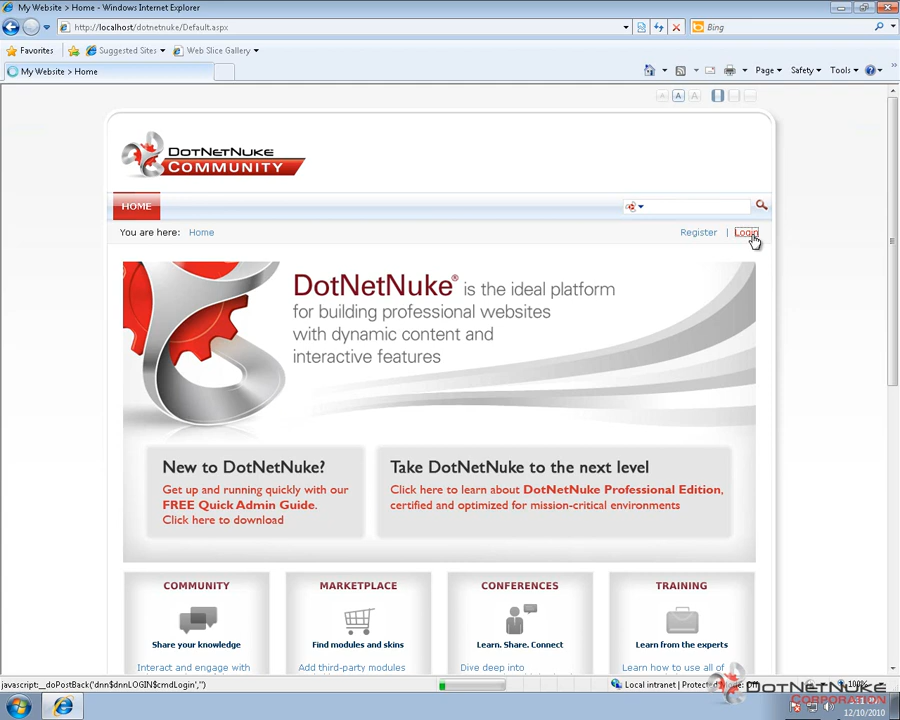 My Website > Home - Windows Internet Explorer
http://localhost/dotnetnuke/Default.aspx
Bing
Favorites
Suggested Sites
Web Slice Gallery
My Website > Home
Page
Safety
Tools
A
A
A
DOTNETNUKE
COMMUNITY
HOME
You are here: Home
Register | Login
DotNetNuke® is the ideal platform
for building professional websites
with dynamic content and
interactive features
New to DotNetNuke?
Get up and running quickly with our
FREE Quick Admin Guide.
Click here to download
Take DotNetNuke to the next level
Click here to learn about DotNetNuke Professional Edition,
certified and optimized for mission-critical environments
COMMUNITY
Share your knowledge
Interact and engage with
MARKETPLACE
Find modules and skins
Add third-party modules
CONFERENCES
Learn. Share. Connect
Dive deep into
TRAINING
Learn from the experts
Learn how to use all of
javascript:__doPostBack('dnn$dnnLOGIN$cmdLogin','')
Local intranet | Protected Mode: Off
100%
DOTNETNUKE
CORPORATION
12/10/2010